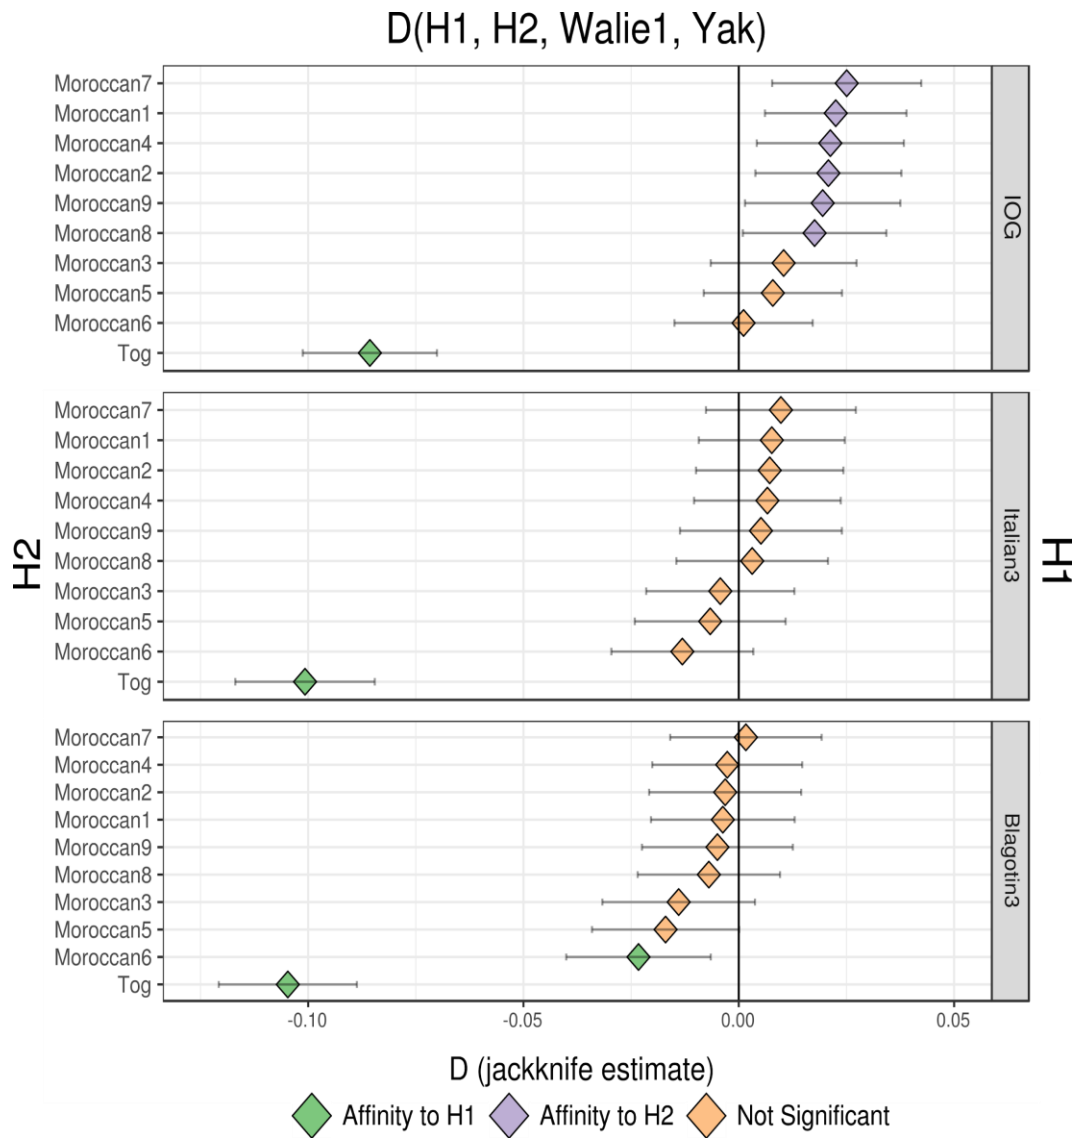 D(H1, H2, Walie1, Yak)
Moroccan7
Moroccan1
Moroccan4
Moroccan2
Moroccan9
Moroccan8
Moroccan3
Moroccan5
Moroccan6
Tog
IOG
Moroccan7
Moroccan1
Moroccan2
Moroccan4
Moroccan9
Moroccan8
Moroccan3
Moroccan5
Moroccan6
Tog
Italian3
H2
H1
Moroccan7
Moroccan4
Moroccan2
Moroccan1
Moroccan9
Moroccan8
Moroccan3
Moroccan5
Moroccan6
Tog
Blagotin3
-0.10 -0.05 0.00 0.05
D (jackknife estimate)
Affinity to H1 Affinity to H2 Not Significant